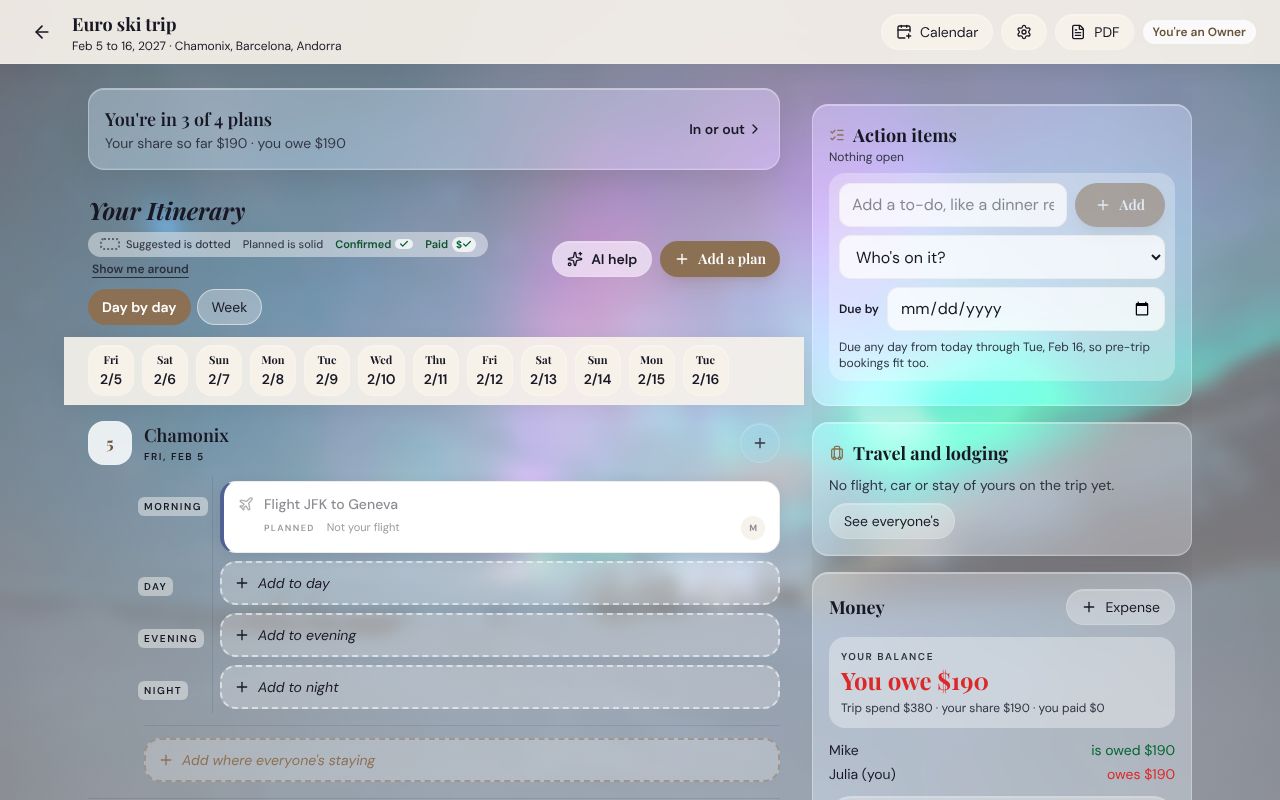 Euro ski trip
Feb 5 to 16, 2027 · Chamonix, Barcelona, Andorra
Calendar
PDF
You're an Owner
You're in 3 of 4 plans
Your share so far $190 · you owe $190
In or out
Your Itinerary
Suggested is dotted Planned is solid Confirmed Paid $
Show me around
AI help
Add a plan
Day by day
Week
Fri Sat Sun Mon Tue Wed Thu Fri Sat Sun Mon Tue
2/5 2/6 2/7 2/8 2/9 2/10 2/11 2/12 2/13 2/14 2/15 2/16
5
Chamonix
FRI, FEB 5
MORNING
Flight JFK to Geneva
PLANNED Not your flight
M
DAY
Add to day
EVENING
Add to evening
NIGHT
Add to night
Add where everyone's staying
Action items
Nothing open
Add a to-do, like a dinner re
Add
Who's on it?
Due by
mm/dd/yyyy
Due any day from today through Tue, Feb 16, so pre-trip
bookings fit too.
Travel and lodging
No flight, car or stay of yours on the trip yet.
See everyone's
Money
Expense
YOUR BALANCE
You owe $190
Trip spend $380 · your share $190 · you paid $0
Mike is owed $190
Julia (you) owes $190